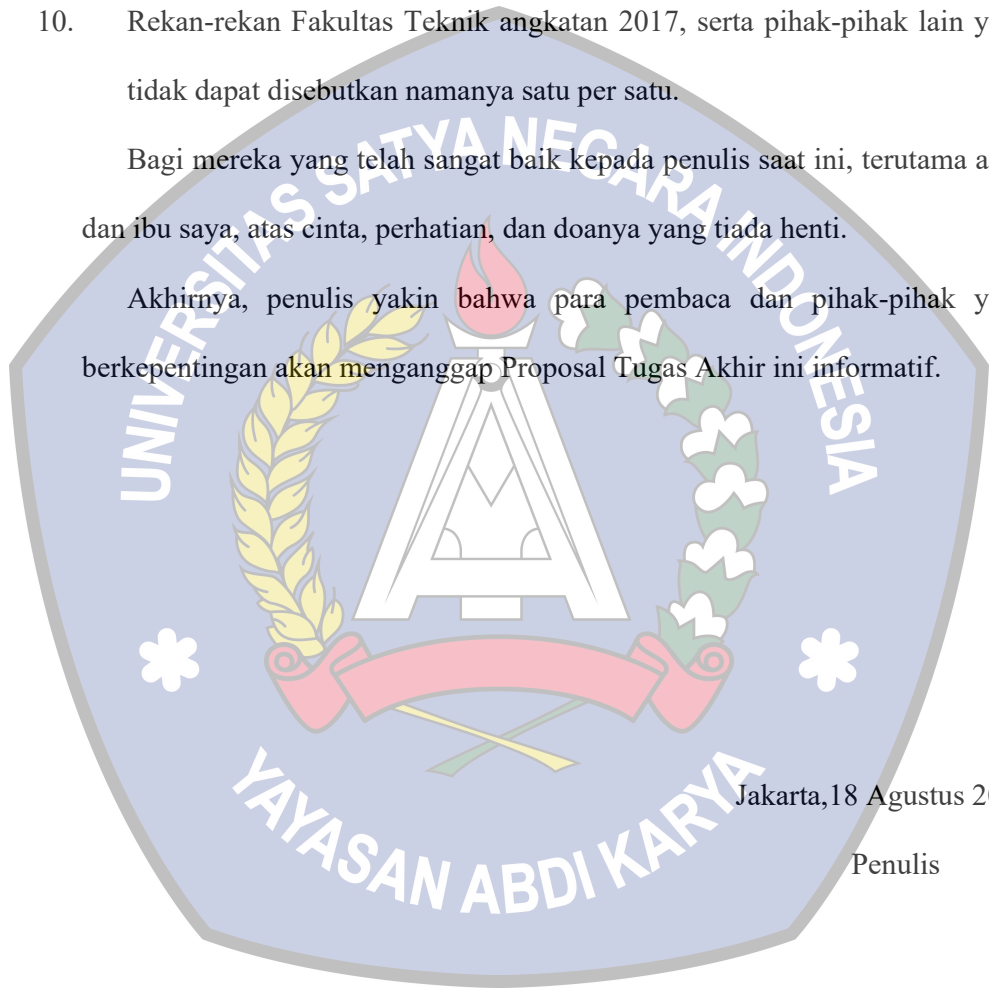 10. Rekan-rekan Fakultas Teknik angkatan 2017, serta pihak-pihak lain y
tidak dapat disebutkan namanya satu per satu.
Bagi mereka yang telah sangat baik kepada penulis saat ini, terutama a
dan ibu saya, atas cinta, perhatian, dan doanya yang tiada henti.
Akhirnya, penulis yakin bahwa para pembaca dan pihak-pihak y
berkepentingan akan menganggap Proposal Tugas Akhir ini informatif.
Jakarta,18 Agustus 2
Penulis
UNIVERSITAS SATYA NEGARA INDONESIA
YAYASAN ABDI KARYA